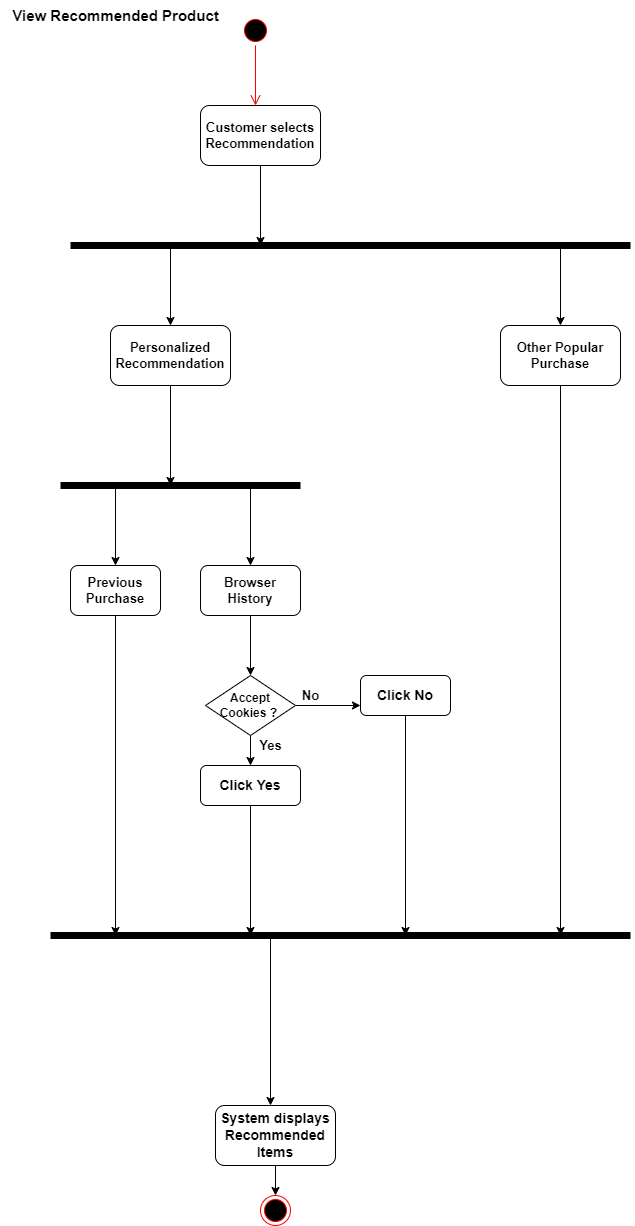 View Recommended Product
Customer selects
Recommendation
Personalized
Recommendation
Other Popular
Purchase
Previous
Purchase
Browser
History
Accept
Cookies ?
No
Click No
Yes
Click Yes
System displays
Recommended
Items